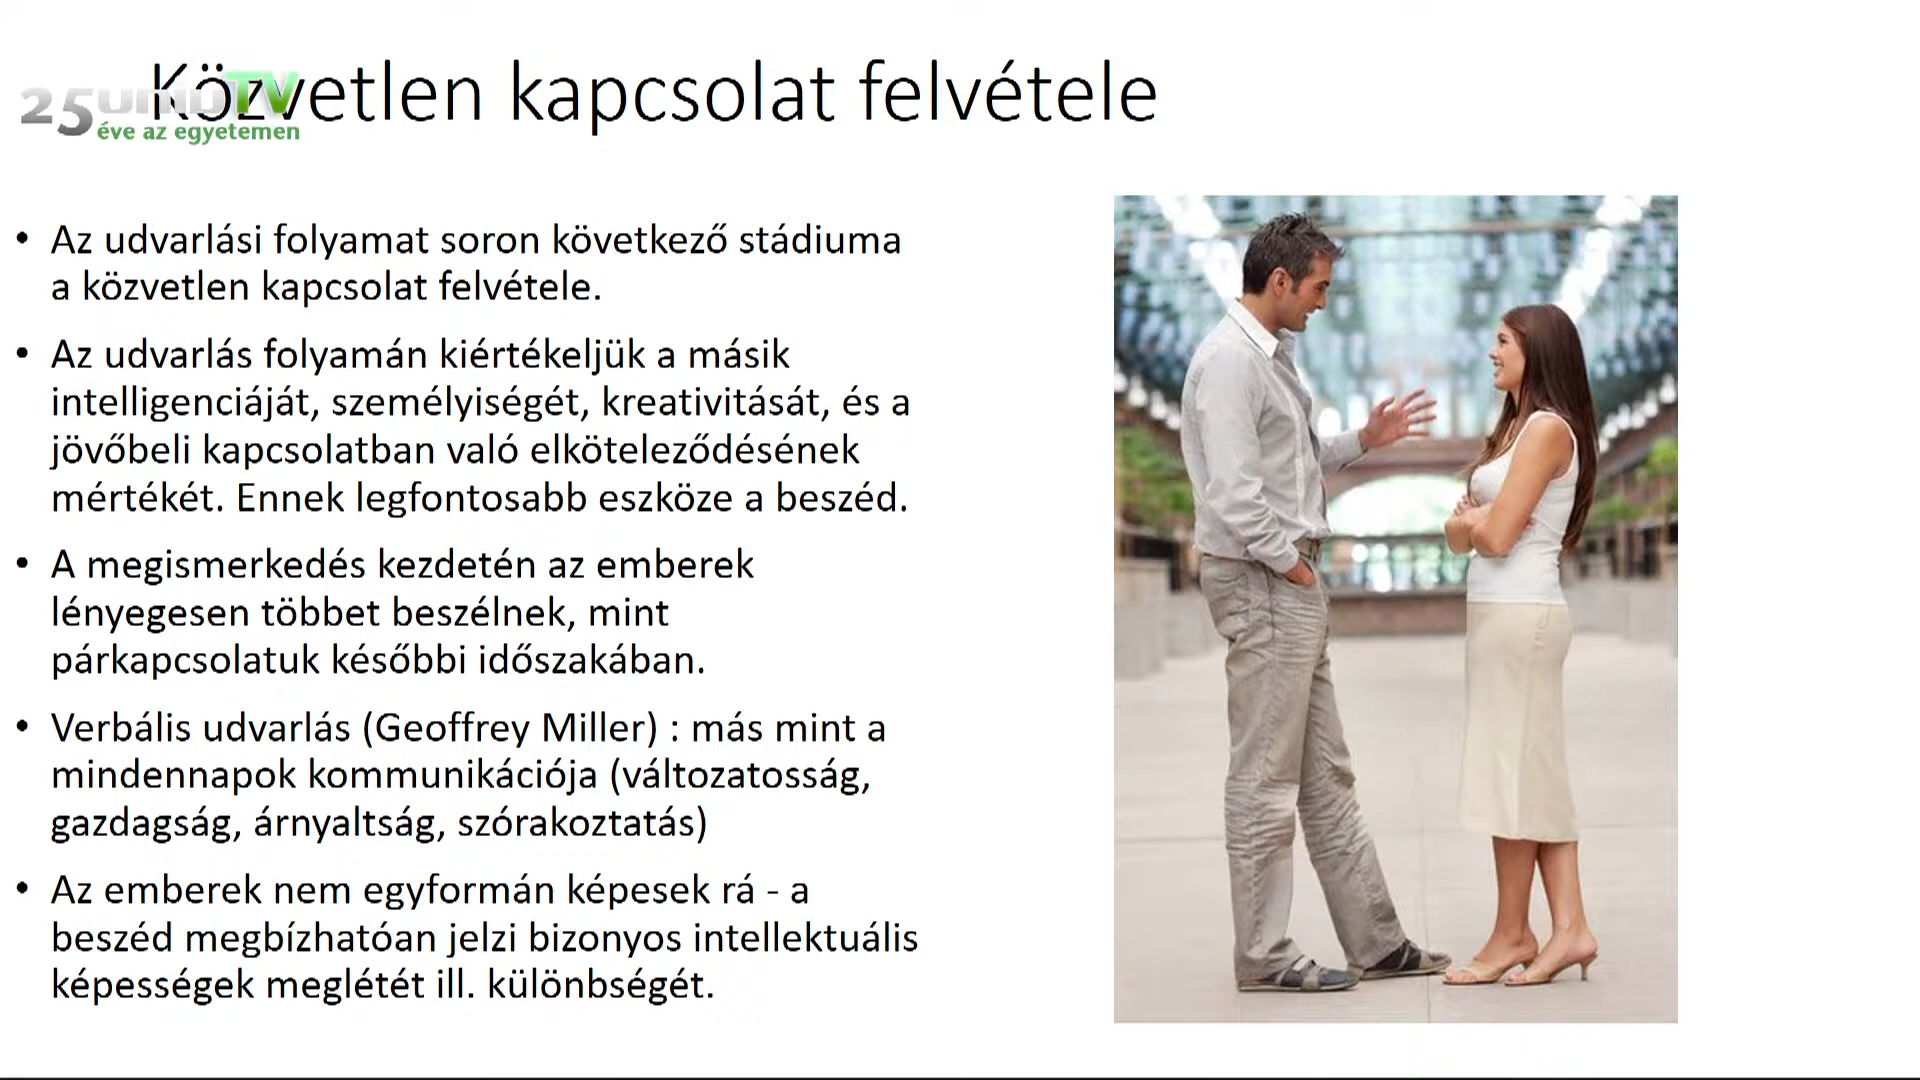 Közvetlen kapcsolat felvétele
25 TV
éve az egyetemen
• Az udvarlási folyamat soron következő stádiuma
a közvetlen kapcsolat felvétele.
• Az udvarlás folyamán kiértékeljük a másik
intelligenciáját, személyiségét, kreativitását, és a
jövőbeli kapcsolatban való elköteleződésének
mértékét. Ennek legfontosabb eszköze a beszéd.
• A megismerkedés kezdetén az emberek
lényegesen többet beszélnek, mint
párkapcsolatuk későbbi időszakában.
• Verbális udvarlás (Geoffrey Miller) : más mint a
mindennapok kommunikációja (változatosság,
gazdagság, árnyaltság, szórakoztatás)
• Az emberek nem egyformán képesek rá - a
beszéd megbízhatóan jelzi bizonyos intellektuális
képességek meglétét ill. különbségét.